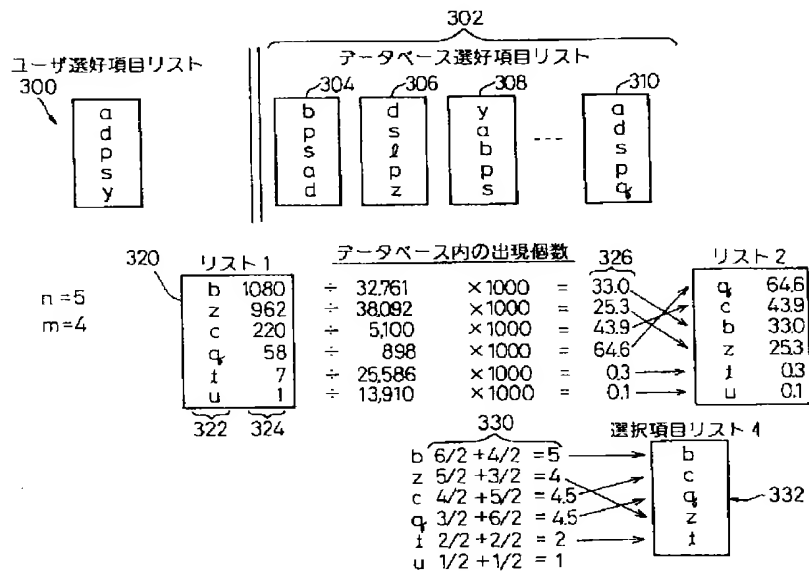 302
ユーザ選好項目リスト
データベース選好項目リスト
300
304
306
308
310
a
d
p
s
y
b
p
s
a
d
d
s
l
p
z
y
a
b
p
s
----
a
d
s
p
q
データベース内の出現個数
320
リスト1
326
リスト2
n=5
m=4
b 1080 ÷ 32,761 ×1000 = 33.0
z 962 ÷ 38,092 ×1000 = 25.3
c 220 ÷ 5,100 ×1000 = 43.9
q 58 ÷ 898 ×1000 = 64.6
t 7 ÷ 25,586 ×1000 = 0.3
u 1 ÷ 13,910 ×1000 = 0.1
q 64.6
c 43.9
b 33.0
z 25.3
t 0.3
u 0.1
322
324
330
選択項目リスト4
b 6/2 +4/2 = 5
z 5/2 +3/2 = 4
c 4/2 +5/2 = 4.5
q 3/2 +6/2 = 4.5
t 2/2 +2/2 = 2
u 1/2 +1/2 = 1
b
c
q
z
t
332